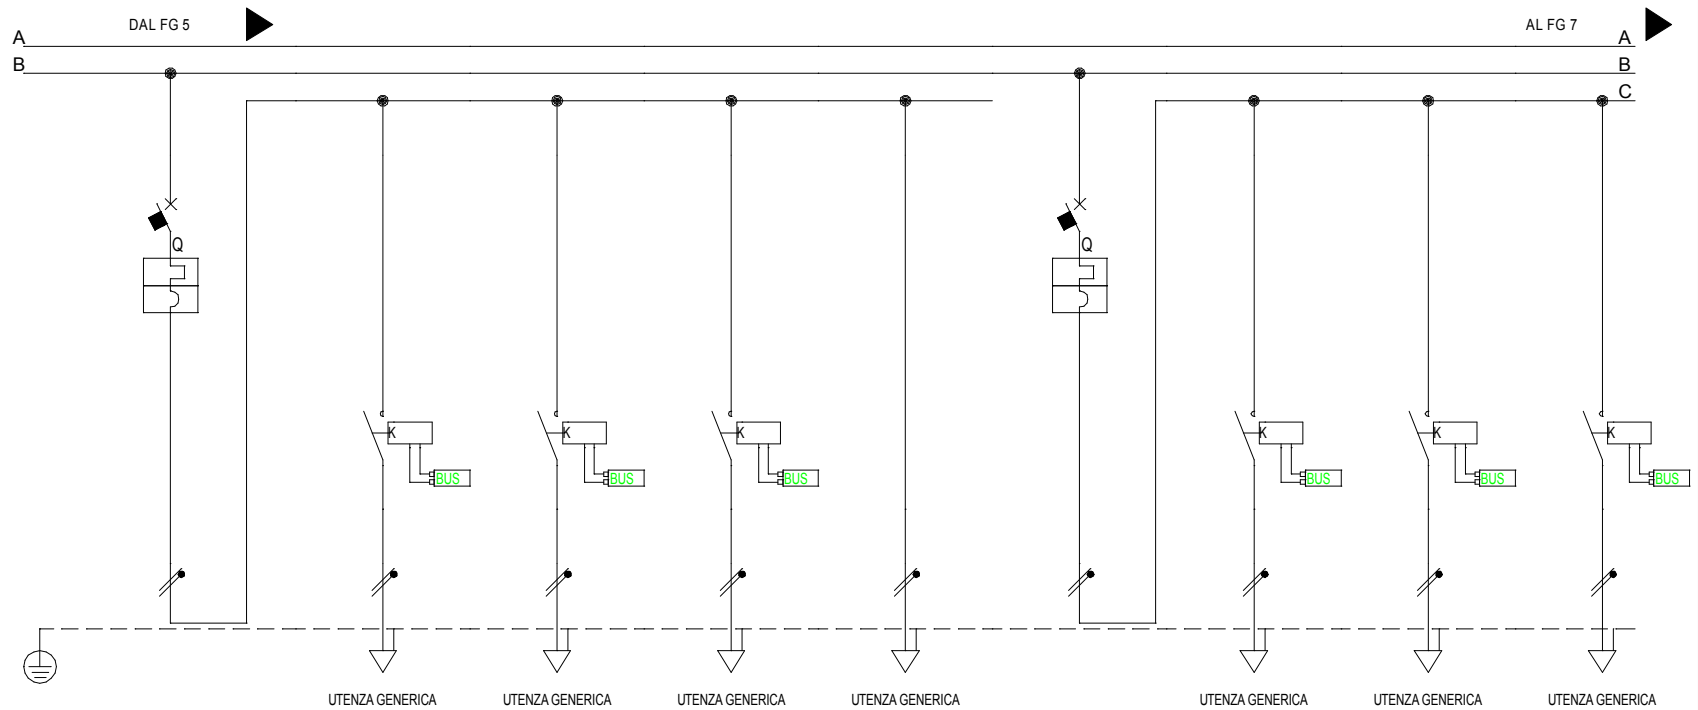 DAL FG 5
AL FG 7
A
A
B
B
C
Q
Q
K
K
K
K
K
K
BUS
BUS
BUS
BUS
BUS
BUS
UTENZA GENERICA
UTENZA GENERICA
UTENZA GENERICA
UTENZA GENERICA
UTENZA GENERICA
UTENZA GENERICA
UTENZA GENERICA